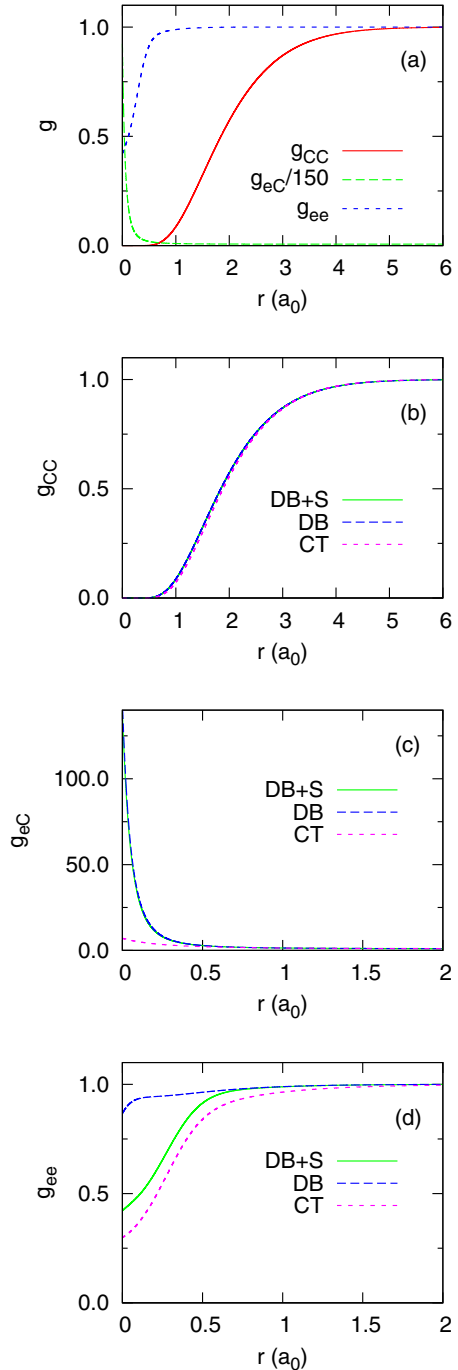 1.0
(a)
g
0.5
g_CC
g_eC/150
g_ee
0.0
0 1 2 3 4 5 6
r (a_0)
1.0
(b)
g_CC
0.5
DB+S
DB
CT
0.0
0 1 2 3 4 5 6
r (a_0)
(c)
100.0
DB+S
DB
g_eC
CT
50.0
0.0
0 0.5 1 1.5 2
r (a_0)
1.0
(d)
DB+S
g_ee
DB
0.5
CT
0.0
0 0.5 1 1.5 2
r (a_0)